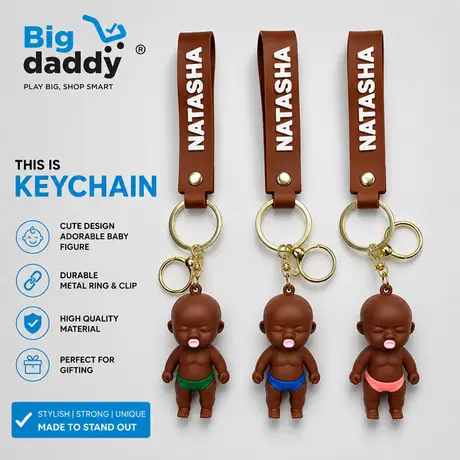 Big
daddy®
PLAY BIG, SHOP SMART
NATASHA
NATASHA
NATASHA
THIS IS
KEYCHAIN
CUTE DESIGN
ADORABLE BABY
FIGURE
DURABLE
METAL RING & CLIP
HIGH QUALITY
MATERIAL
PERFECT FOR
GIFTING
STYLISH | STRONG | UNIQUE
MADE TO STAND OUT